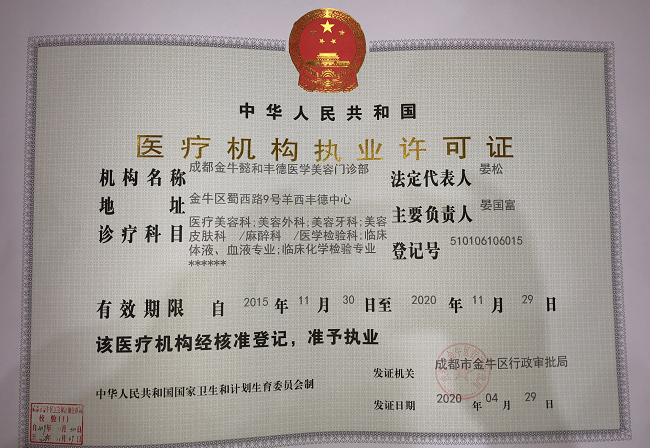 中华人民共和国
医疗机构执业许可证
机构名称 成都金牛懿和丰德医学美容门诊部 法定代表人 晏松
地址 金牛区蜀西路9号羊西丰德中心 主要负责人 晏国富
诊疗科目 医疗美容科;美容外科;美容牙科;美容
皮肤科 /麻醉科 /医学检验科;临床
体液、血液专业;临床化学检验专业
******
登记号 510106106015
有效期限 自 2015 年 11 月 30 日至 2020 年 11 月 29 日
该医疗机构经核准登记，准予执业
发证机关 成都市金牛区行政审批局
中华人民共和国国家卫生和计划生育委员会制
发证日期 2020 年 04 月 29 日